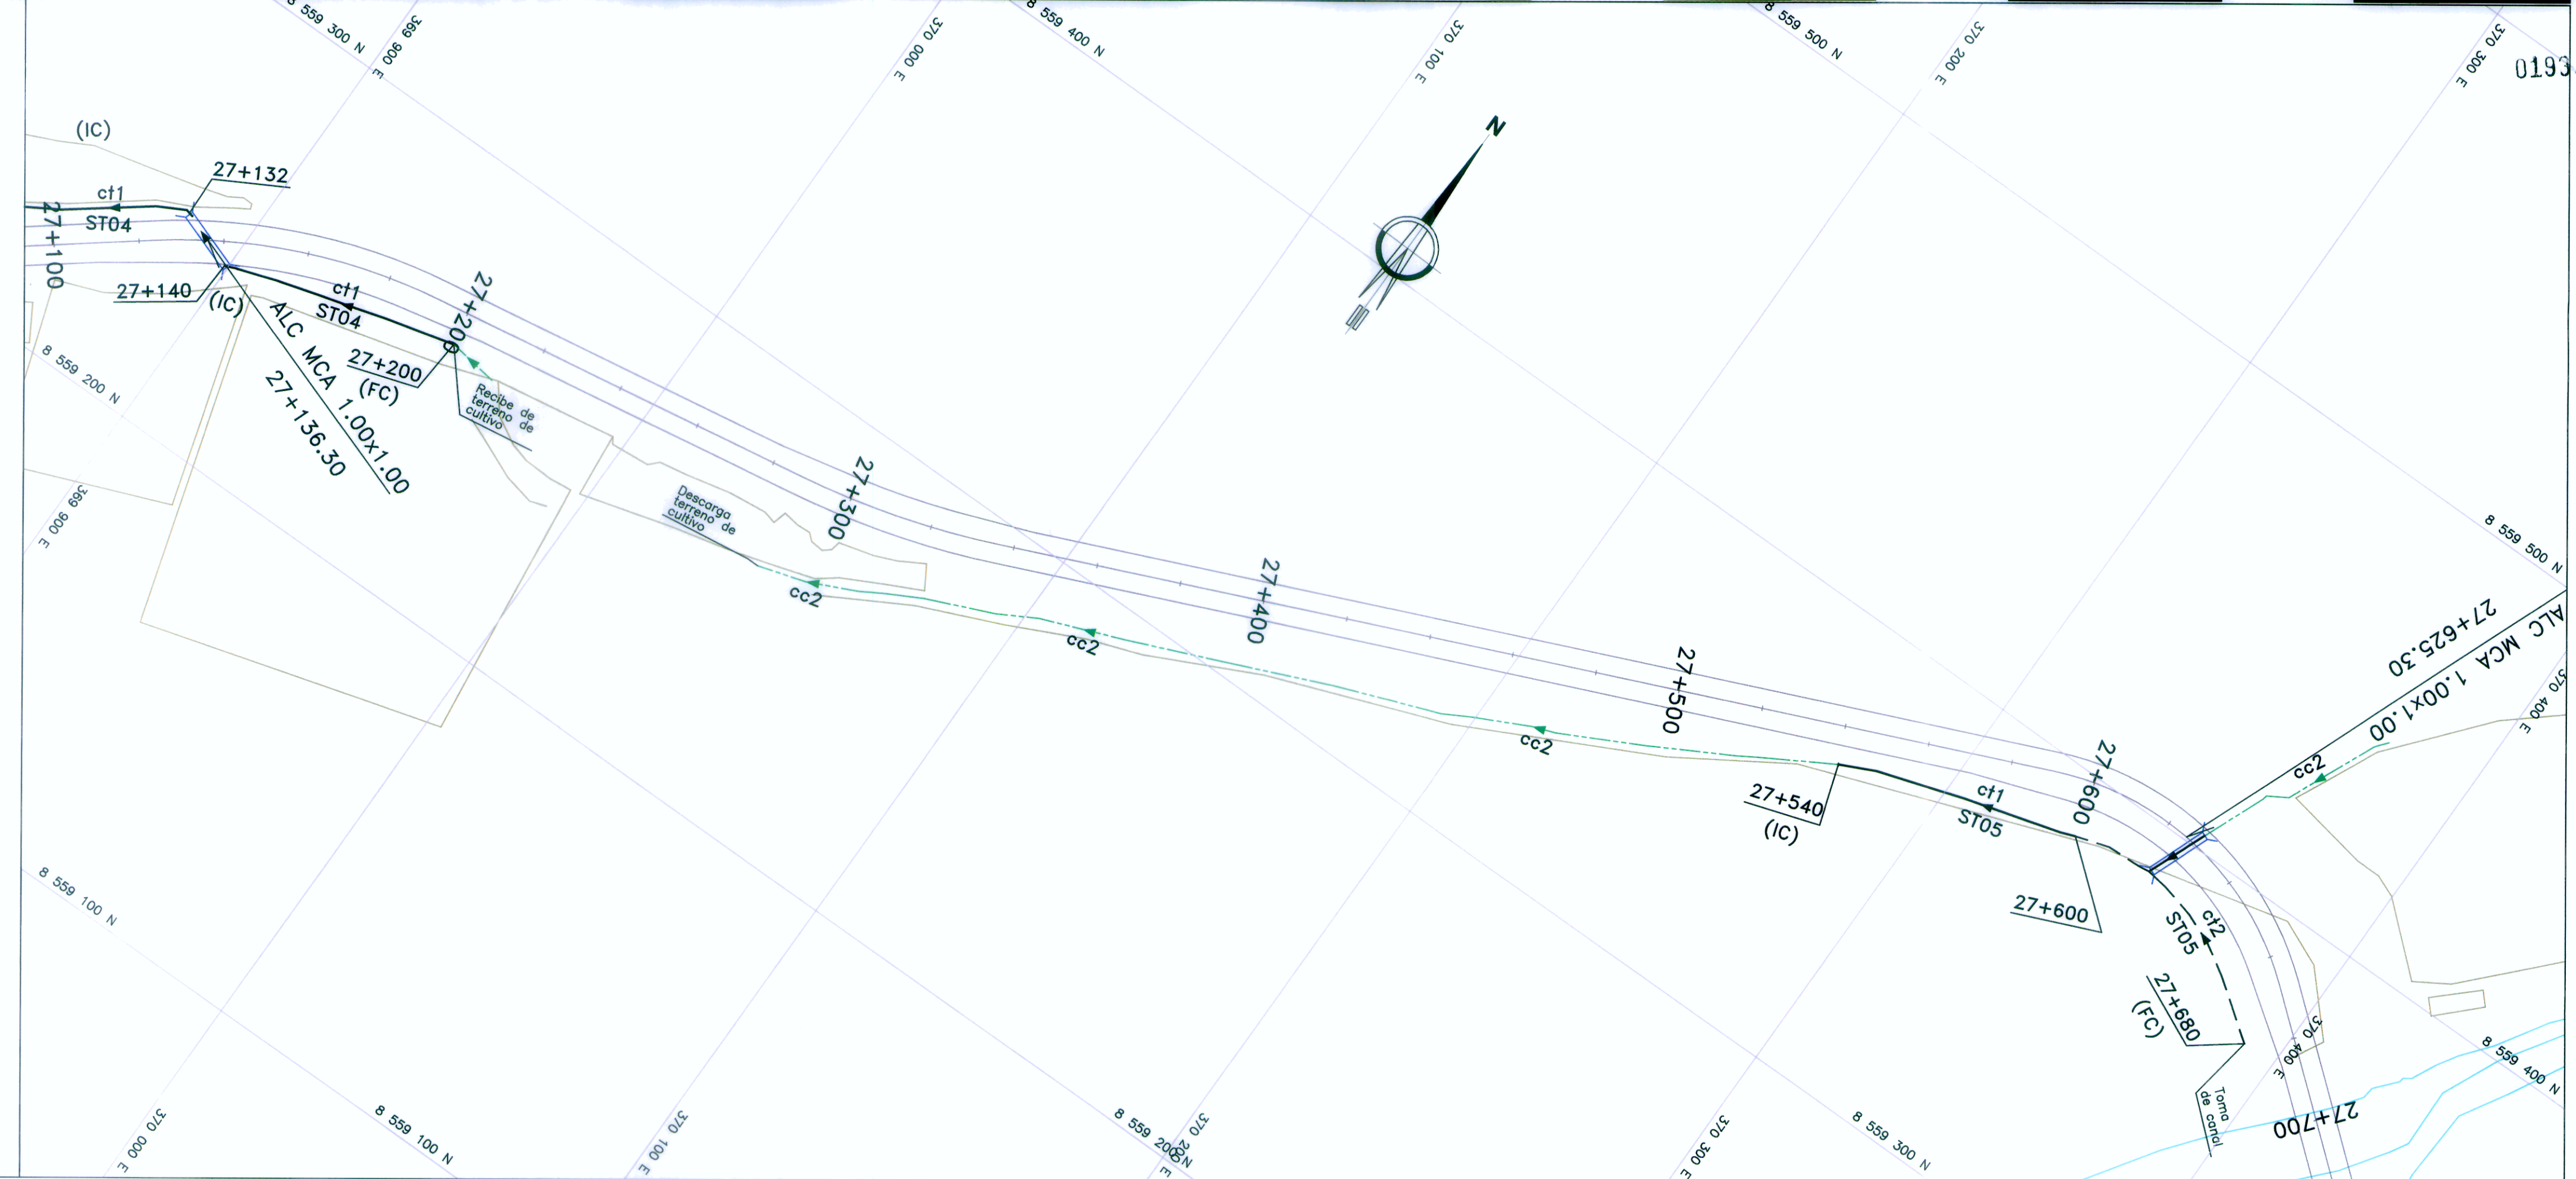 8 559 300 N
369 900 E
370 000 E
8 559 400 N
370 100 E
8 559 500 N
370 200 E
370 300 E
0193
N
(IC)
27+132
ct1
ST04
27+100
27+140
(IC)
ct1
ST04
27+200
27+200
(FC)
ALC MCA 1.00x1.00
27+136.30
Recibe de
terreno de
cultivo
8 559 200 N
369 900 E
Descarga
terreno de
cultivo
27+300
cc2
cc2
27+400
cc2
27+500
27+540
(IC)
ct1
ST05
27+600
27+600
8 559 500 N
27+625.30
ALC MCA 1.00x1.00
370 400 E
cc2
ct2
ST05
27+680
(FC)
Toma
de canal
370 400 E
27+700
8 559 400 N
8 559 100 N
370 000 E
8 559 100 N
370 100 E
8 559 200 N
370 200 E
370 300 E
8 559 300 N